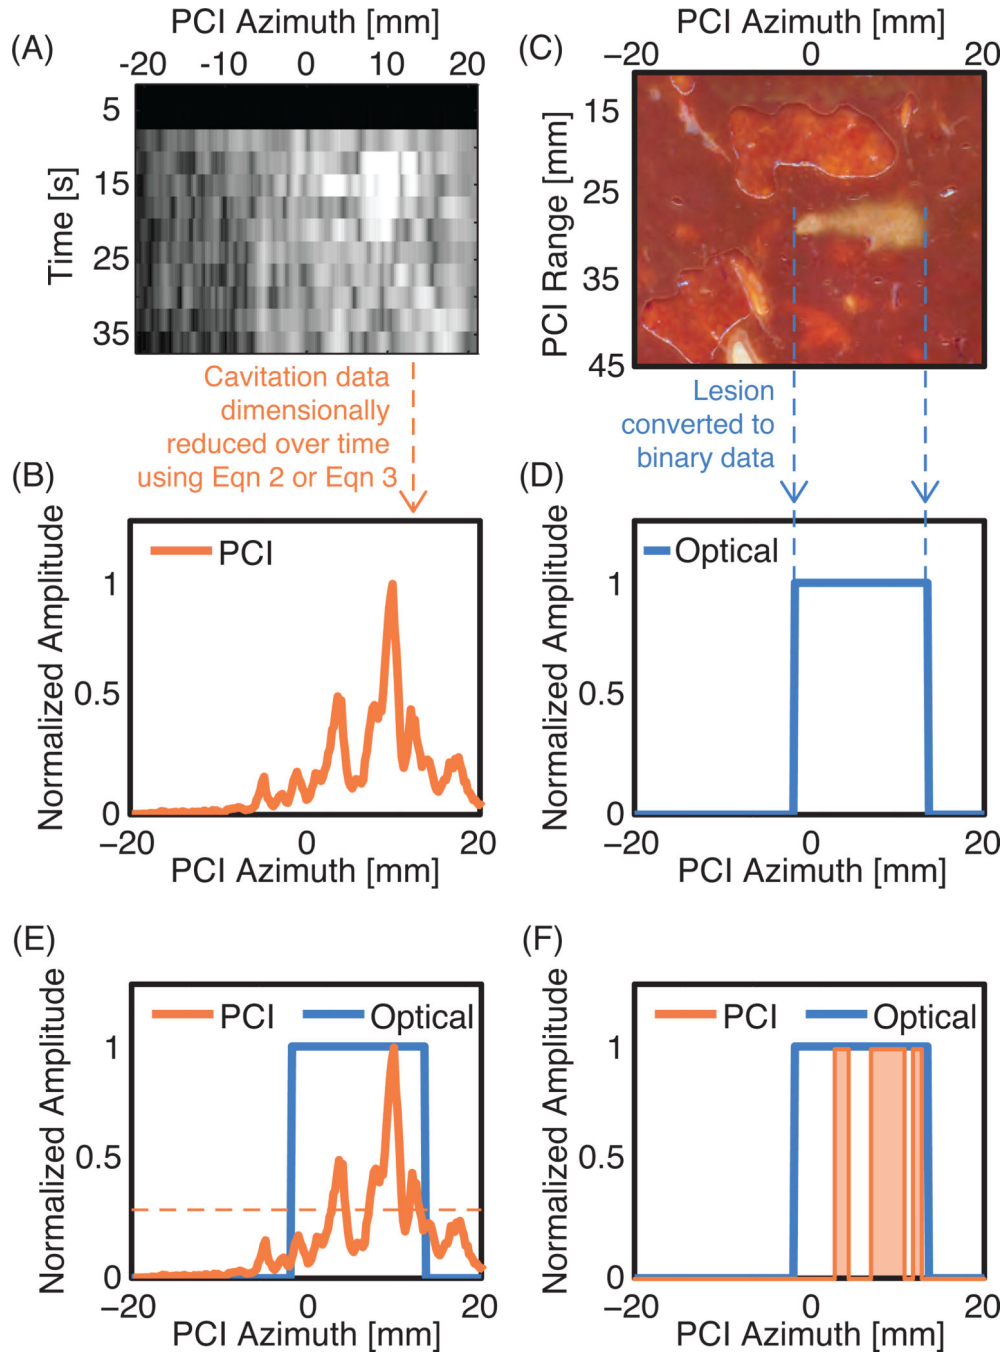 (A)
PCI Azimuth [mm]
-20 -10 0 10 20
Time [s]
5
15
25
35
Cavitation data
dimensionally
reduced over time
using Eqn 2 or Eqn 3
(C)
PCI Azimuth [mm]
−20 0 20
PCI Range [mm]
15
25
35
45
Lesion
converted to
binary data
(B)
Normalized Amplitude
PCI
1
0.5
0
−20 0 20
PCI Azimuth [mm]
(D)
Normalized Amplitude
Optical
1
0.5
0
−20 0 20
PCI Azimuth [mm]
(E)
Normalized Amplitude
PCI Optical
1
0.5
0
−20 0 20
PCI Azimuth [mm]
(F)
Normalized Amplitude
PCI Optical
1
0.5
0
−20 0 20
PCI Azimuth [mm]